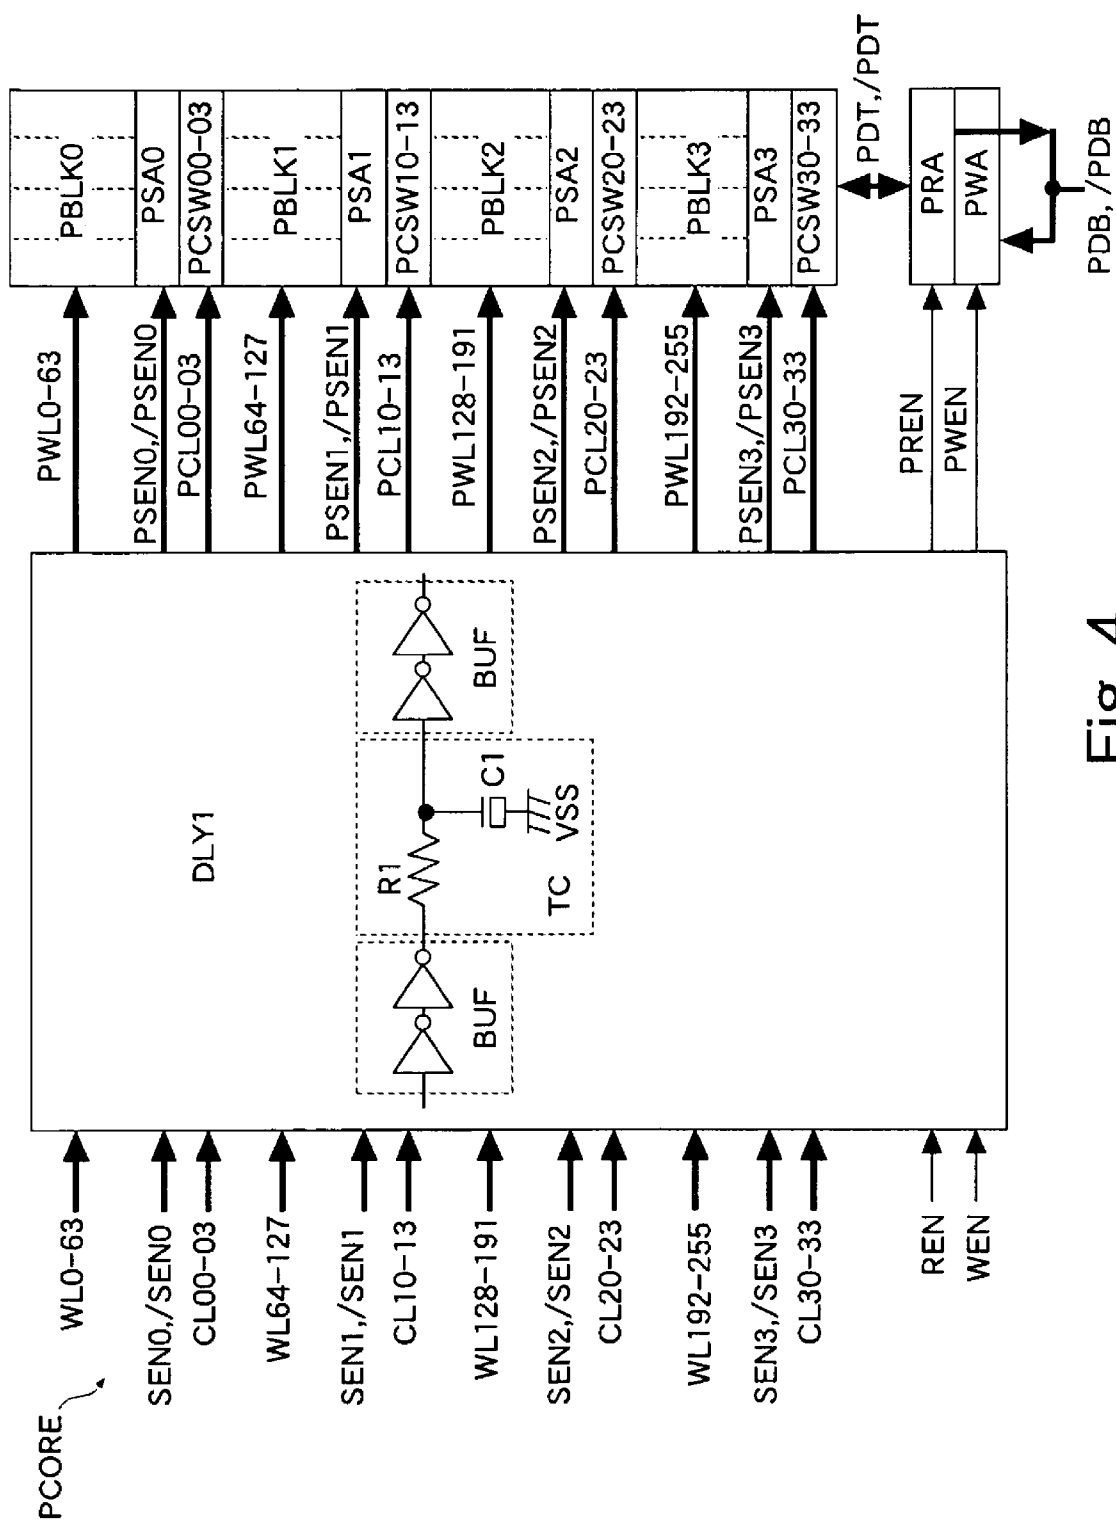 PCORE
WL0-63
SEN0,/SEN0
CL00-03
WL64-127
SEN1,/SEN1
CL10-13
WL128-191
SEN2,/SEN2
CL20-23
WL192-255
SEN3,/SEN3
CL30-33
REN
WEN
DLY1
BUF
R1
C1
VSS
TC
BUF
PWL0-63
PSEN0,/PSEN0
PCL00-03
PWL64-127
PSEN1,/PSEN1
PCL10-13
PWL128-191
PSEN2,/PSEN2
PCL20-23
PWL192-255
PSEN3,/PSEN3
PCL30-33
PREN
PWEN
PBLK0
PSA0
PCSW00-03
PBLK1
PSA1
PCSW10-13
PBLK2
PSA2
PCSW20-23
PBLK3
PSA3
PCSW30-33
PDT,/PDT
PRA
PWA
PDB, /PDB
Fig. 4